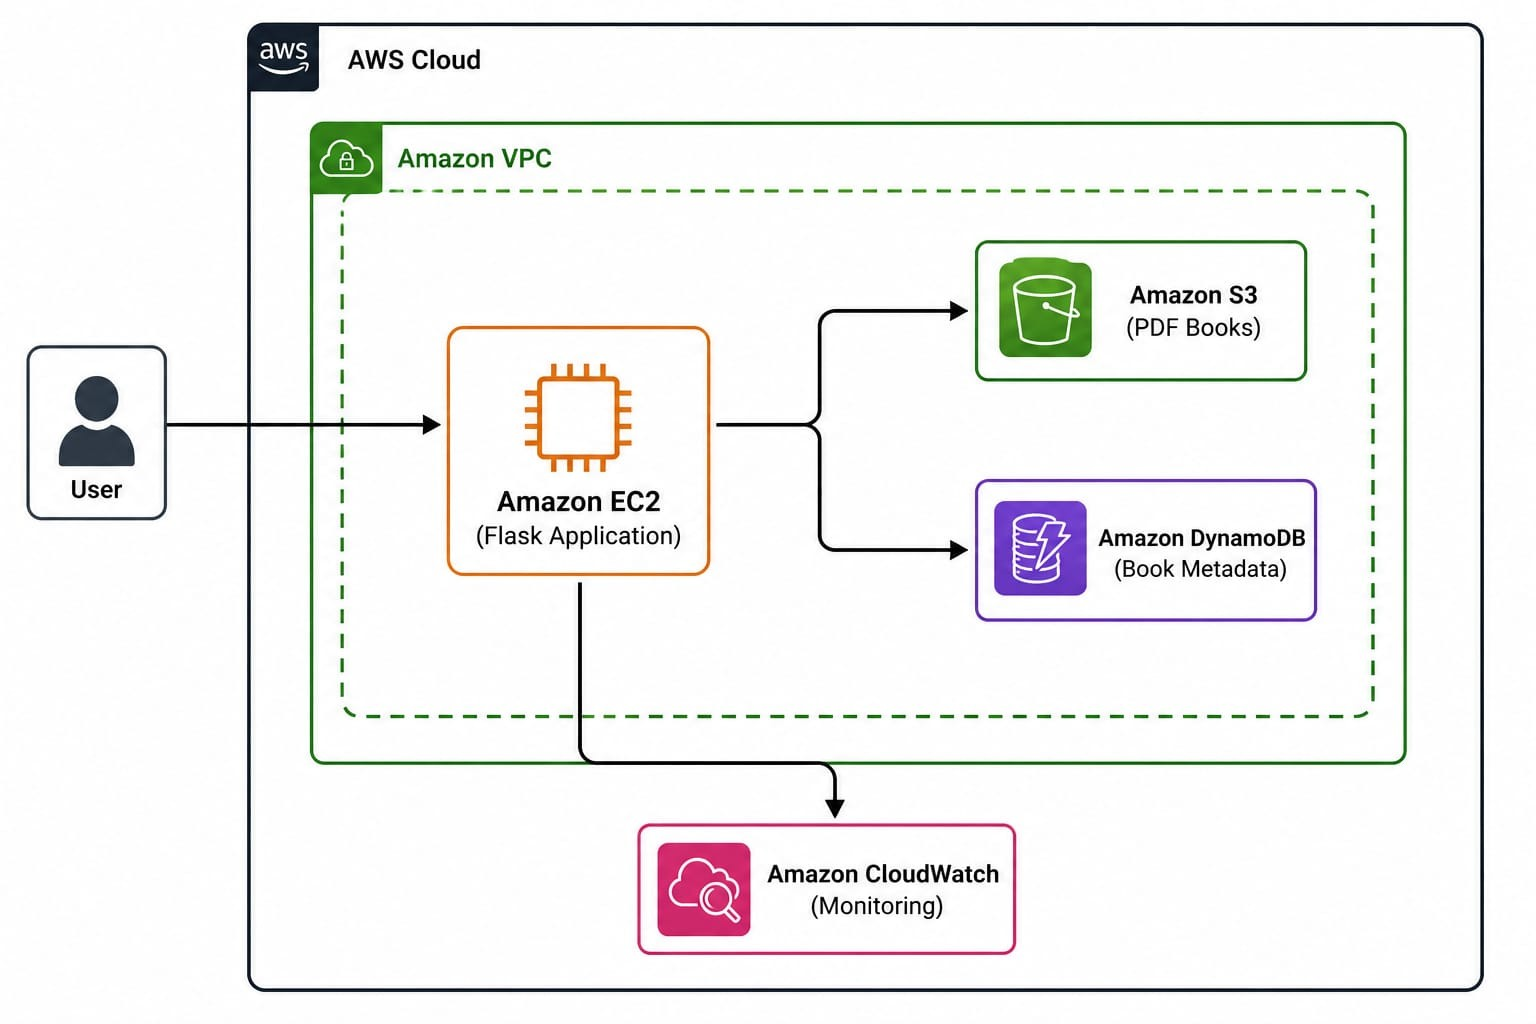 aws
AWS Cloud
Amazon VPC
User
Amazon EC2
(Flask Application)
Amazon S3
(PDF Books)
Amazon DynamoDB
(Book Metadata)
Amazon CloudWatch
(Monitoring)